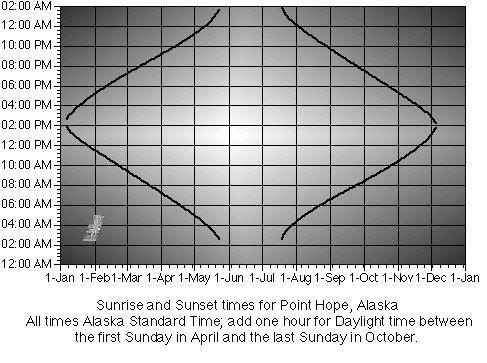 02:00 AM
12:00 AM
10:00 PM
08:00 PM
06:00 PM
04:00 PM
02:00 PM
12:00 PM
10:00 AM
08:00 AM
06:00 AM
04:00 AM
02:00 AM
12:00 AM
1-Jan 1-Feb 1-Mar 1-Apr 1-May 1-Jun 1-Jul 1-Aug 1-Sep 1-Oct 1-Nov 1-Dec 1-Jan
Sunrise and Sunset times for Point Hope, Alaska
All times Alaska Standard Time; add one hour for Daylight time between
the first Sunday in April and the last Sunday in October.